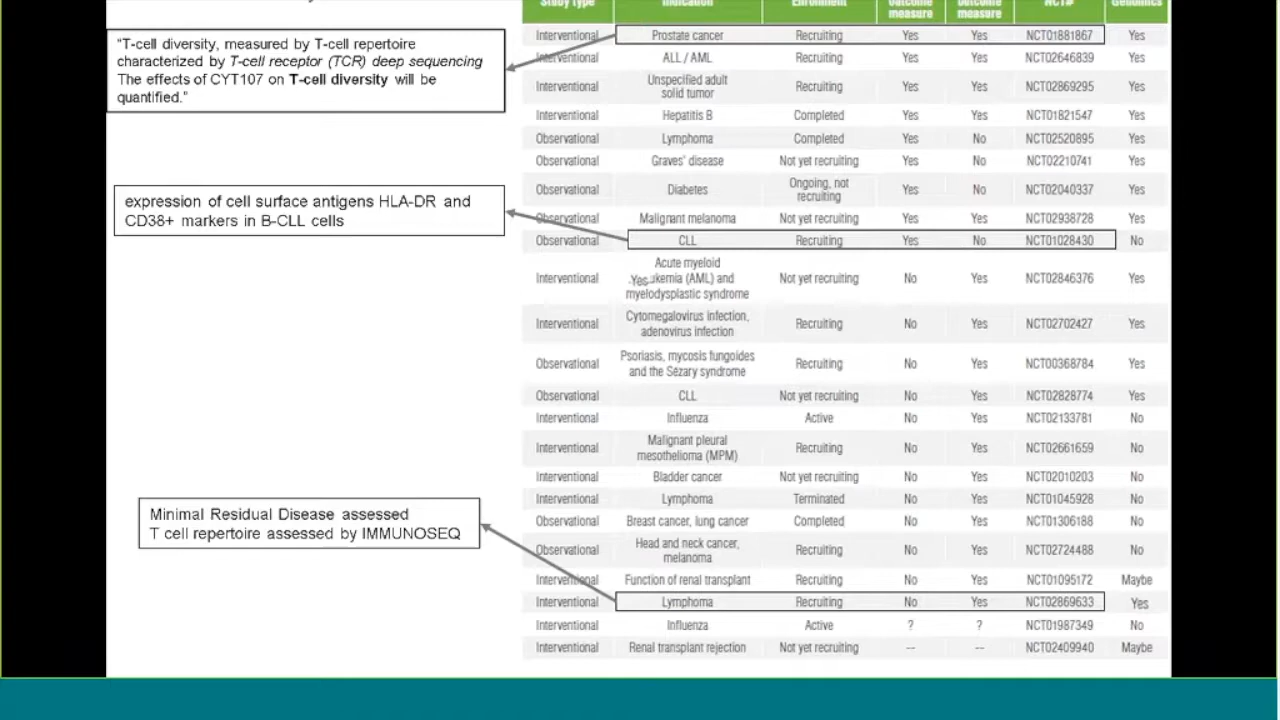 Study type Indication Enrollment outcome measure outcome measure NCT# Genomics
"T-cell diversity, measured by T-cell repertoire
characterized by T-cell receptor (TCR) deep sequencing
The effects of CYT107 on T-cell diversity will be
quantified."
expression of cell surface antigens HLA-DR and
CD38+ markers in B-CLL cells
Minimal Residual Disease assessed
T cell repertoire assessed by IMMUNOSEQ
Interventional Prostate cancer Recruiting Yes Yes NCT01881867 Yes
Interventional ALL / AML Recruiting Yes Yes NCT02646839 Yes
Interventional Unspecified adult solid tumor Recruiting Yes Yes NCT02869295 Yes
Interventional Hepatitis B Completed Yes Yes NCT01821547 Yes
Observational Lymphoma Completed Yes No NCT02520895 Yes
Observational Graves' disease Not yet recruiting Yes No NCT02210741 Yes
Observational Diabetes Ongoing, not recruiting Yes No NCT02040337 Yes
Observational Malignant melanoma Not yet recruiting Yes Yes NCT02938728 Yes
Observational CLL Recruiting Yes No NCT01028430 No
Interventional Acute myeloid Yes ukemia (AML) and myelodysplastic syndrome Not yet recruiting No Yes NCT02846376 Yes
Interventional Cytomegalovirus infection, adenovirus infection Recruiting No Yes NCT02702427 Yes
Observational Psoriasis, mycosis fungoides and the Sézary syndrome Recruiting No Yes NCT00368784 Yes
Observational CLL Not yet recruiting No Yes NCT02828774 Yes
Interventional Influenza Active No Yes NCT02133781 No
Interventional Malignant pleural mesothelioma (MPM) Recruiting No Yes NCT02661659 No
Interventional Bladder cancer Not yet recruiting No Yes NCT02010203 No
Interventional Lymphoma Terminated No Yes NCT01045928 No
Observational Breast cancer, lung cancer Completed No Yes NCT01306188 No
Observational Head and neck cancer, melanoma Recruiting No Yes NCT02724488 No
Interventional Function of renal transplant Recruiting No Yes NCT01095172 Maybe
Interventional Lymphoma Recruiting No Yes NCT02869633 Yes
Interventional Influenza Active ? ? NCT01987349 No
Interventional Renal transplant rejection Not yet recruiting -- -- NCT02409940 Maybe